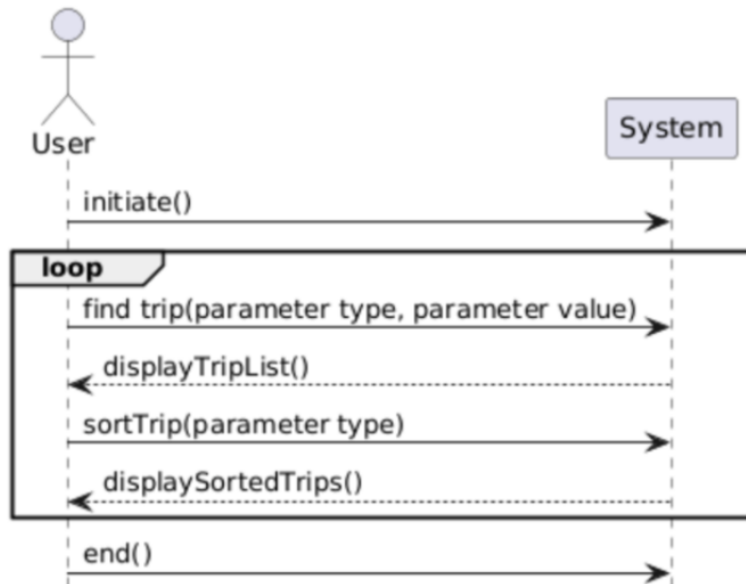 User
System
initiate()
loop
find trip(parameter type, parameter value)
displayTripList()
sortTrip(parameter type)
displaySortedTrips()
end()